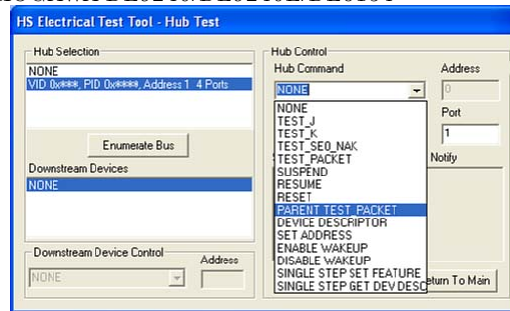 HS Electrical Test Tool - Hub Test
Hub Selection
NONE
VID 0x***, PID 0x****, Address 1 4 Ports
Enumerate Bus
Downstream Devices
NONE
Downstream Device Control
Address
NONE
Hub Control
Hub Command
Address
NONE
0
NONE
TEST_J
TEST_K
TEST_SE0_NAK
TEST_PACKET
SUSPEND
RESUME
RESET
PARENT TEST_PACKET
DEVICE DESCRIPTOR
SET ADDRESS
ENABLE WAKEUP
DISABLE WAKEUP
SINGLE STEP SET FEATURE
SINGLE STEP GET DEV DESC
Port
1
Notify
eturn To Main